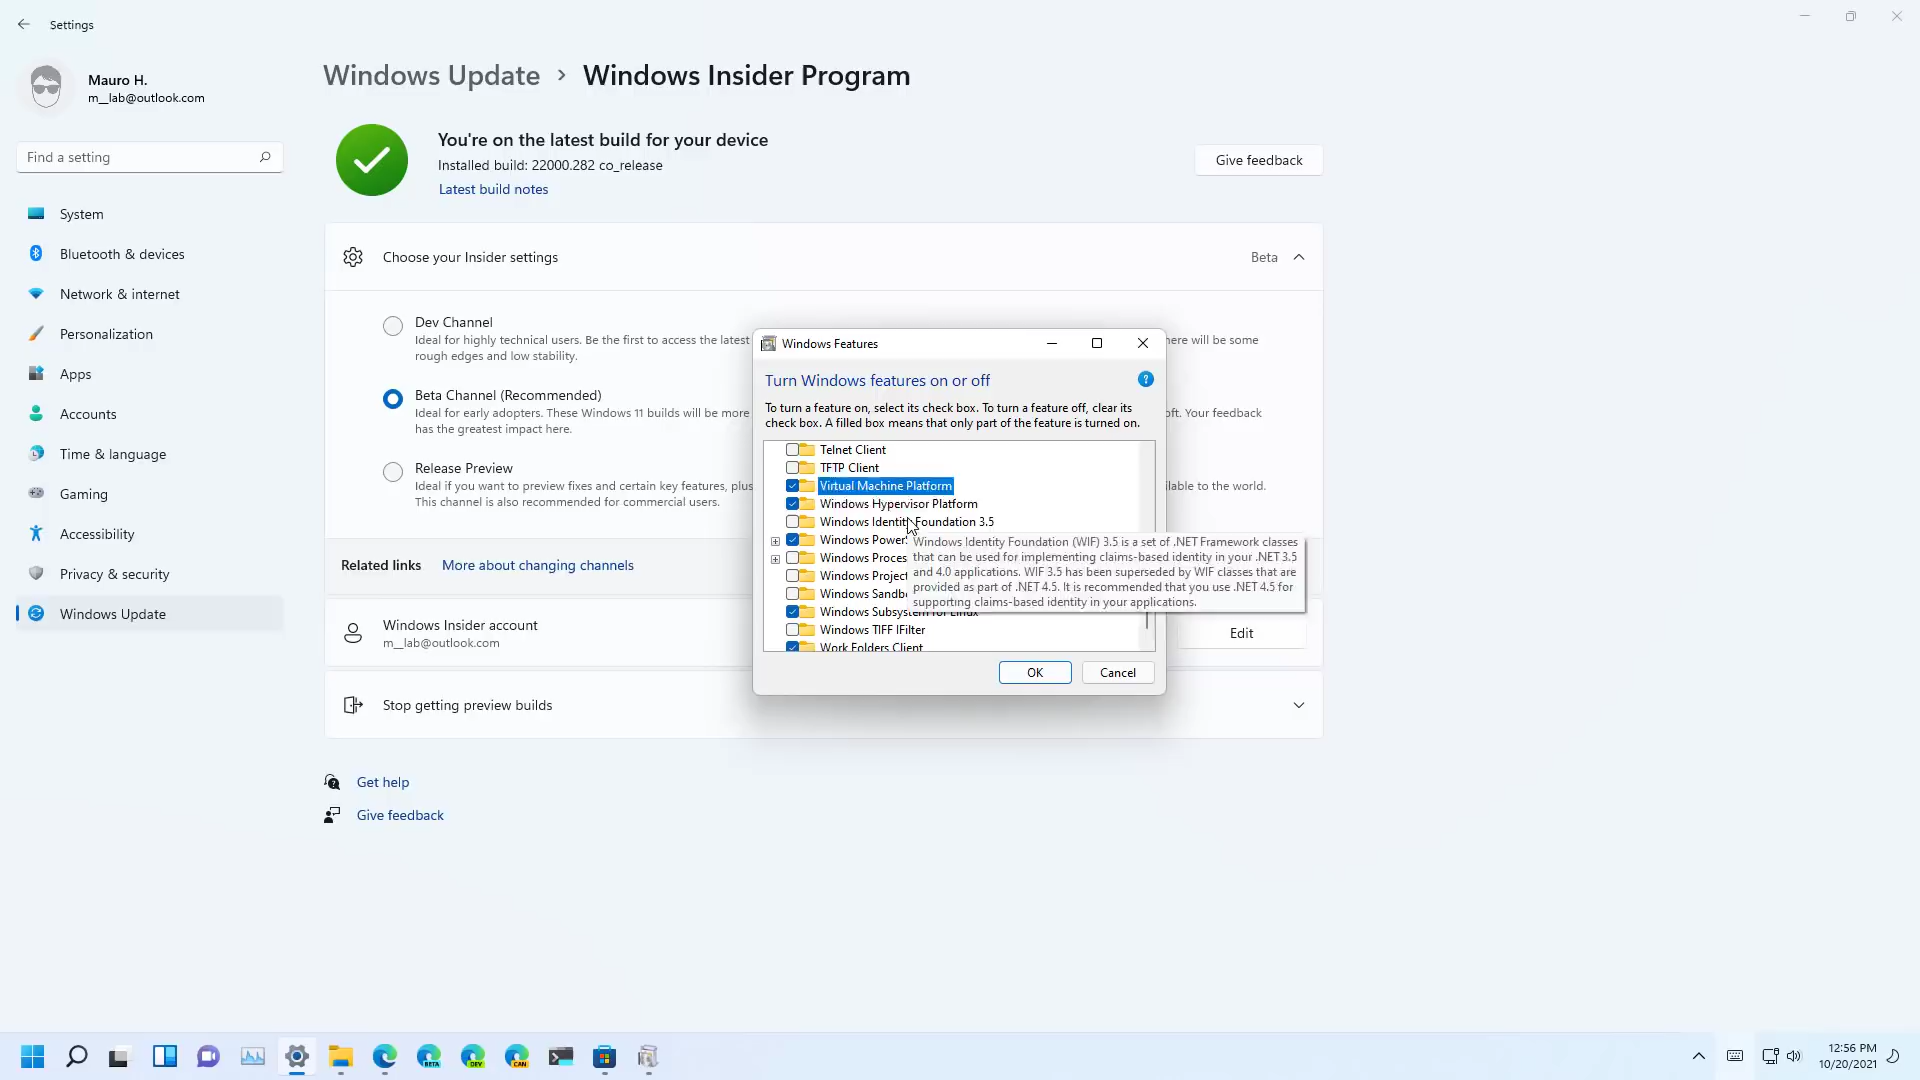 Settings
Mauro H.
m__lab@outlook.com
Find a setting
System
Bluetooth & devices
Network & internet
Personalization
Apps
Accounts
Time & language
Gaming
Accessibility
Privacy & security
Windows Update
Windows Update > Windows Insider Program
You're on the latest build for your device
Installed build: 22000.282 co_release
Latest build notes
Give feedback
Choose your Insider settings
Beta
Dev Channel
Ideal for highly technical users. Be the first to access the latest
here will be some
rough edges and low stability.
Beta Channel (Recommended)
Ideal for early adopters. These Windows 11 builds will be more
oft. Your feedback
has the greatest impact here.
Release Preview
Ideal if you want to preview fixes and certain key features, plus
ilable to the world.
This channel is also recommended for commercial users.
Related links
More about changing channels
Windows Insider account
m__lab@outlook.com
Edit
Stop getting preview builds
Get help
Give feedback
Windows Features
Turn Windows features on or off
?
To turn a feature on, select its check box. To turn a feature off, clear its
check box. A filled box means that only part of the feature is turned on.
Telnet Client
TFTP Client
Virtual Machine Platform
Windows Hypervisor Platform
Windows Identity Foundation 3.5
Windows Power
Windows Proces
Windows Project
Windows Sandb
Windows Subsystem for Linux
Windows TIFF IFilter
Work Folders Client
Windows Identity Foundation (WIF) 3.5 is a set of .NET Framework classes
that can be used for implementing claims-based identity in your .NET 3.5
and 4.0 applications. WIF 3.5 has been superseded by WIF classes that are
provided as part of .NET 4.5. It is recommended that you use .NET 4.5 for
supporting claims-based identity in your applications.
OK
Cancel
BETA
DEV
CAN
12:56 PM
10/20/2021